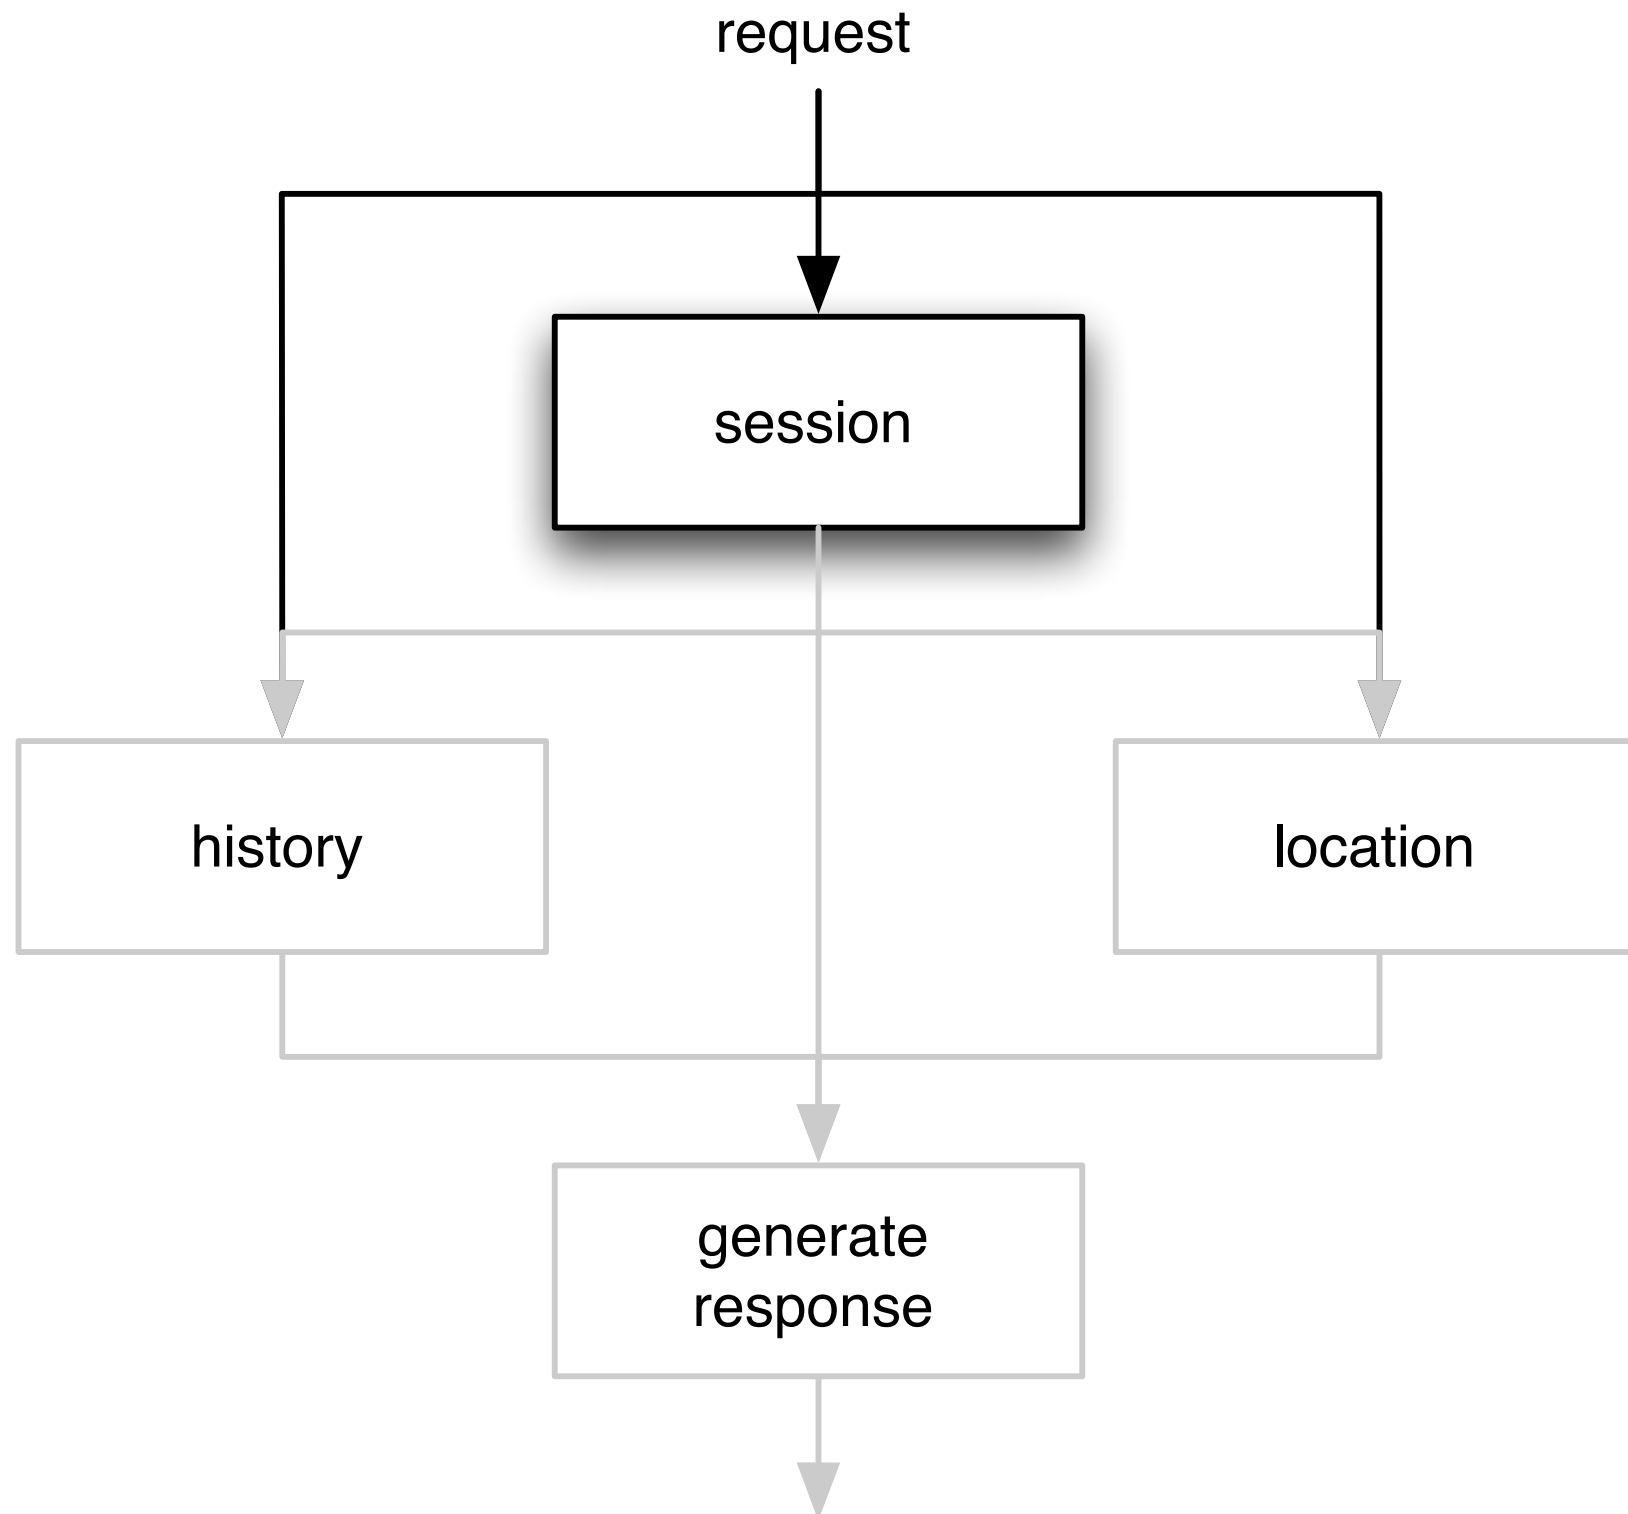 request
session
history
location
generate
response